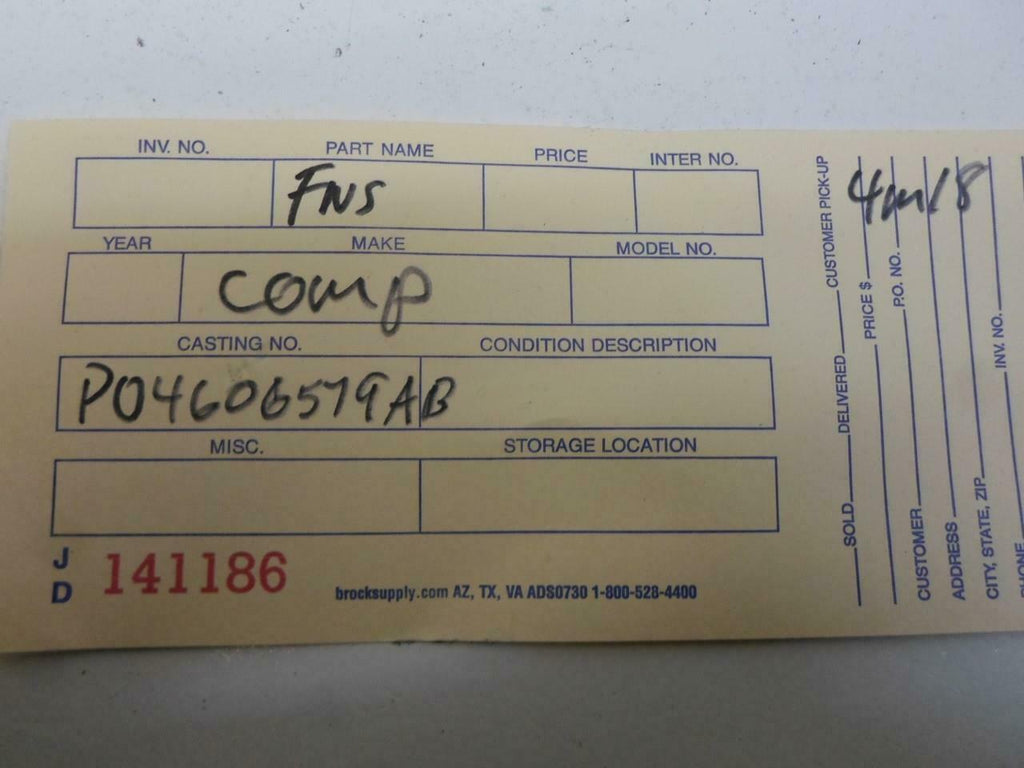 INV. NO. PART NAME PRICE INTER NO.
FNS
YEAR MAKE MODEL NO.
comp
CASTING NO. CONDITION DESCRIPTION
P04606579AB
MISC. STORAGE LOCATION
J
D
141186
brocksupply.com AZ, TX, VA ADS0730 1-800-528-4400
SOLD DELIVERED CUSTOMER PICK-UP
PRICE $
P.O. NO.
CUSTOMER
ADDRESS
CITY, STATE, ZIP
INV. NO.
PHONE